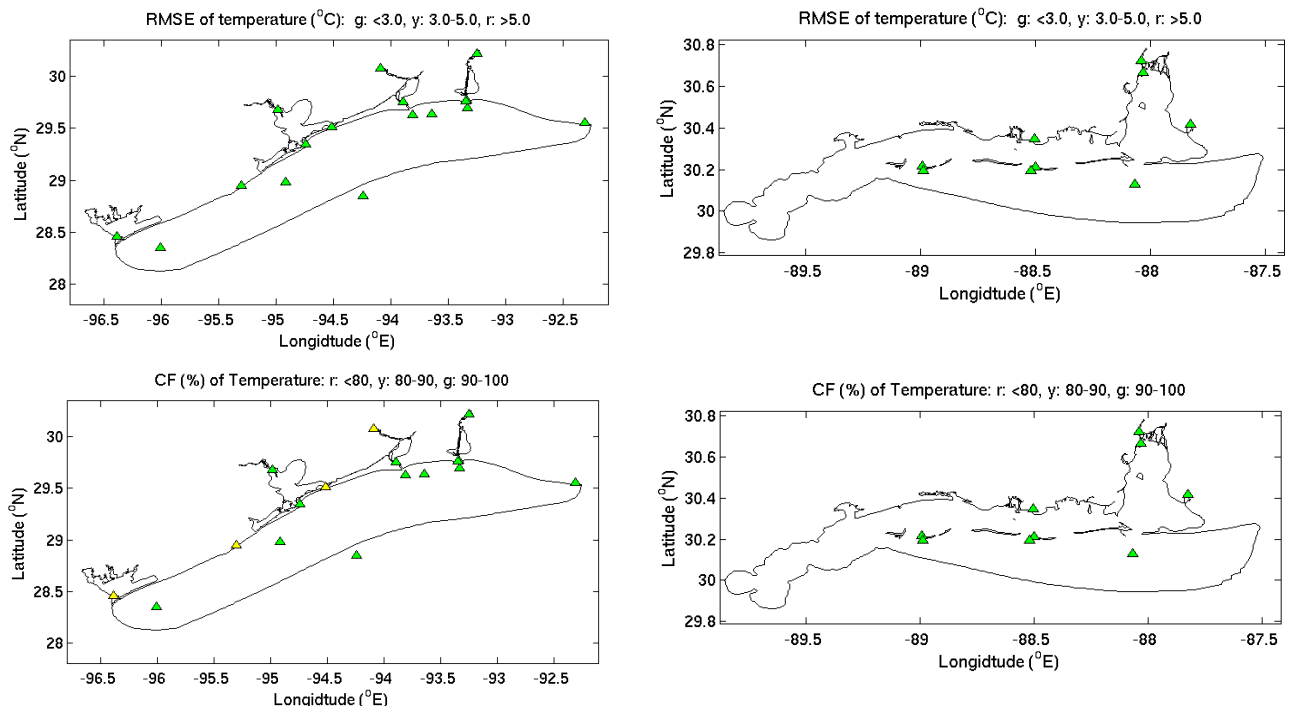 RMSE of temperature (°C): g: <3.0, y: 3.0-5.0, r: >5.0
30
29.5
29
28.5
28
Latitude (°N)
-96.5 -96 -95.5 -95 -94.5 -94 -93.5 -93 -92.5
Longidtude (°E)
RMSE of temperature (°C): g: <3.0, y: 3.0-5.0, r: >5.0
30.8
30.6
30.4
30.2
30
29.8
Latitude (°N)
-89.5 -89 -88.5 -88 -87.5
Longidtude (°E)
CF (%) of Temperature: r: <80, y: 80-90, g: 90-100
30
29.5
29
28.5
28
Latitude (°N)
-96.5 -96 -95.5 -95 -94.5 -94 -93.5 -93 -92.5
Longidtude (°E)
CF (%) of Temperature: r: <80, y: 80-90, g: 90-100
30.8
30.6
30.4
30.2
30
29.8
Latitude (°N)
-89.5 -89 -88.5 -88 -87.5
Longidtude (°E)